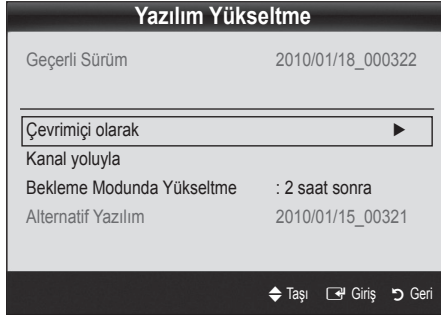 Yazılım Yükseltme
Geçerli Sürüm 2010/01/18_000322
Çevrimiçi olarak ►
Kanal yoluyla
Bekleme Modunda Yükseltme : 2 saat sonra
Alternatif Yazılım 2010/01/15_00321
Taşı Giriş Geri